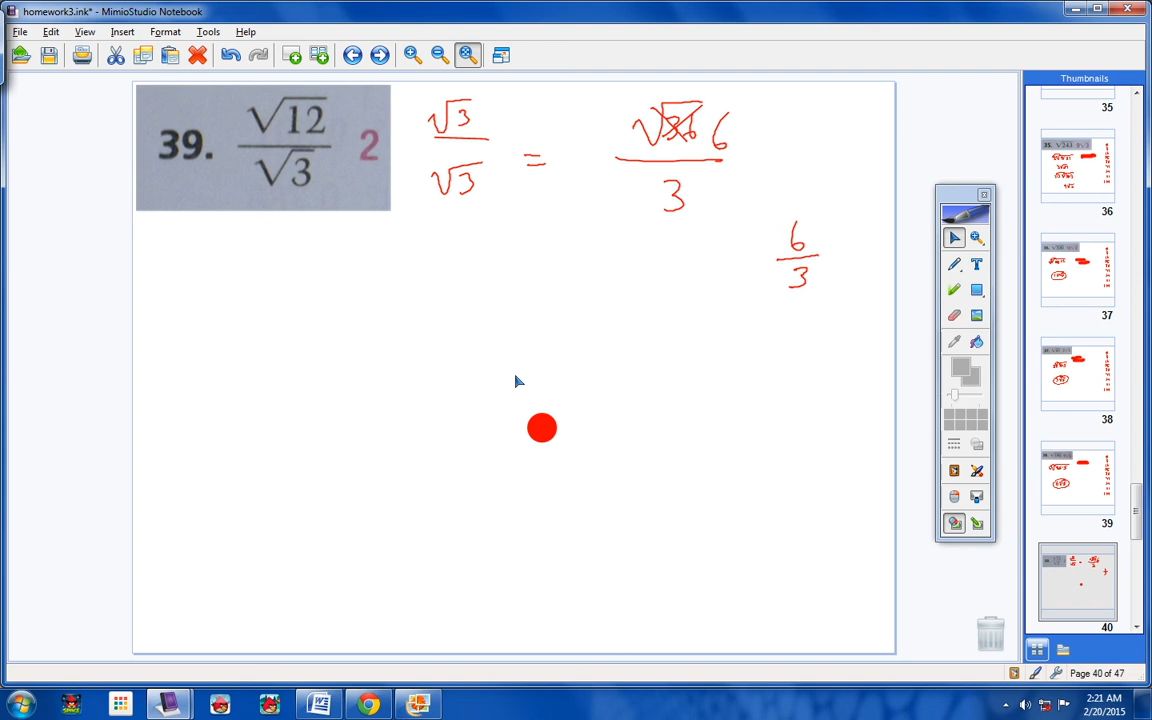 homework3.ink* - MimioStudio Notebook
File Edit View Insert Format Tools Help
Thumbnails
39. √12 / √3 2
√3 / √3 = √36 6 / 3
6 / 3
35
36
37
38
39
40
Page 40 of 47
2:21 AM
2/20/2015